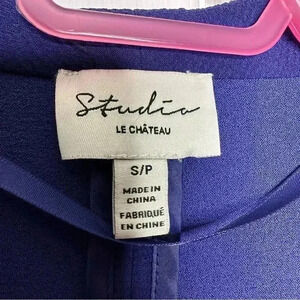 Studio
LE CHÂTEAU
S/P
MADE IN
CHINA
FABRIQUÉ
EN CHINE